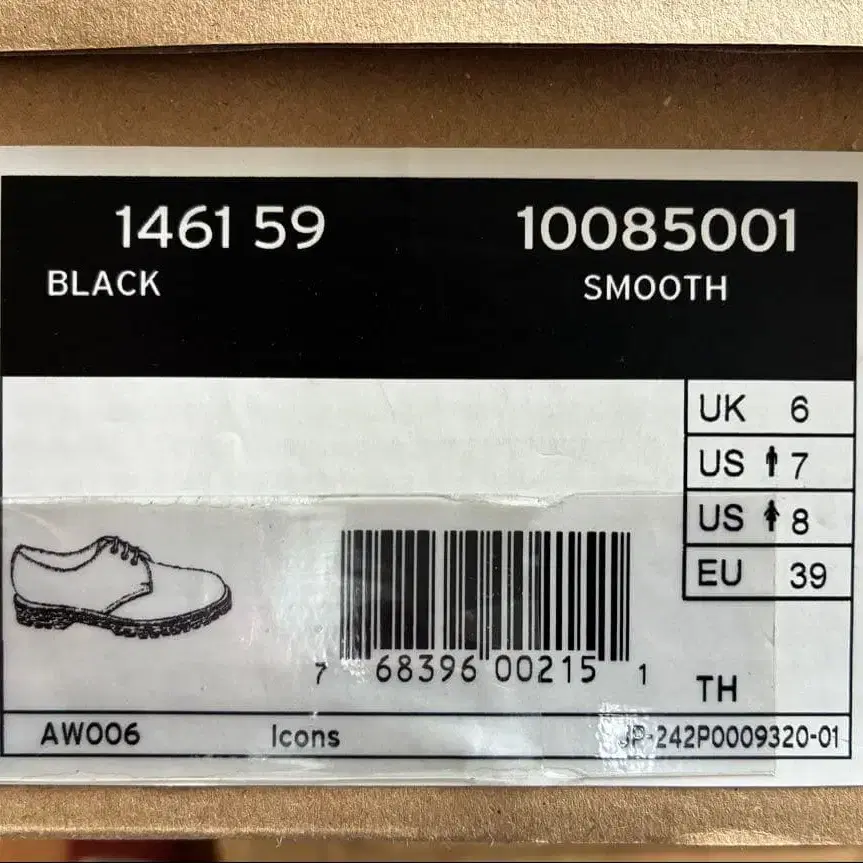 1461 59 10085001
BLACK SMOOTH
UK 6
US 7
US 8
EU 39
7 68396 00215 1
TH
AW006 Icons JP-242P0009320-01